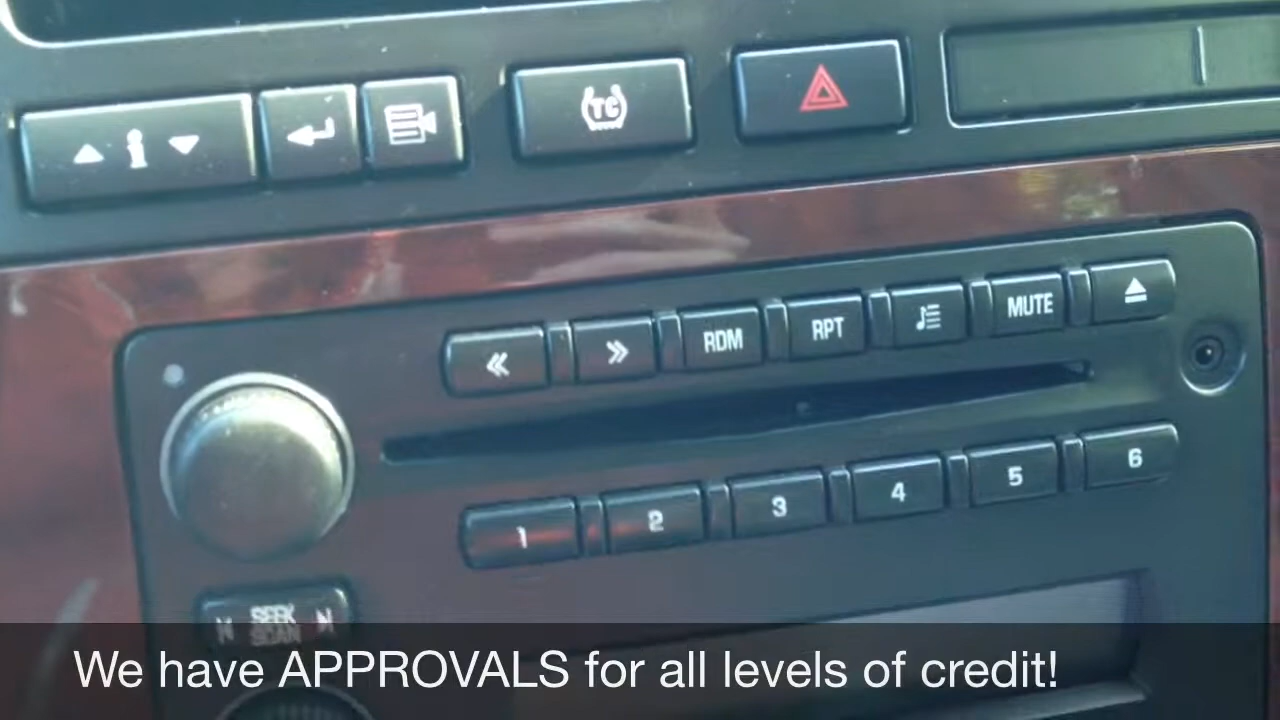 i
TC
RDM
RPT
MUTE
1
2
3
4
5
6
SEEK
SCAN
We have APPROVALS for all levels of credit!